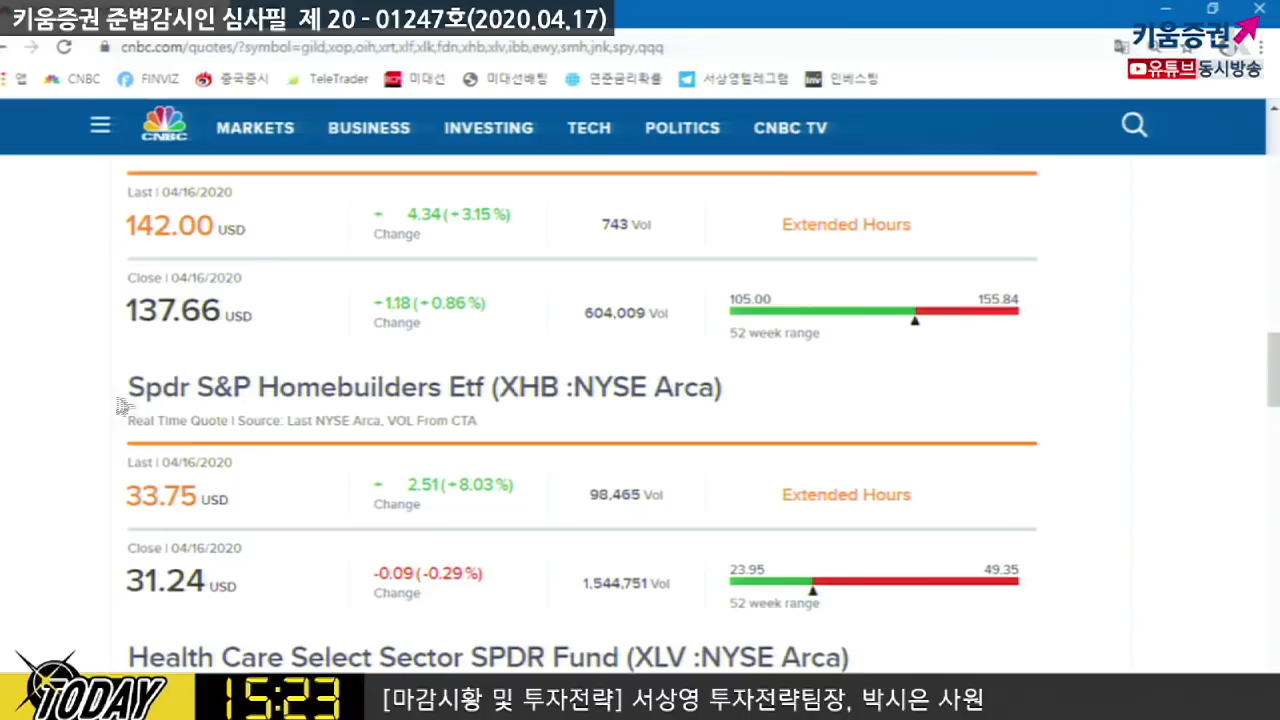 키움증권 준법감시인 심사필 제 20 - 01247호(2020.04.17)
키움증권
유튜브동시방송
cnbc.com/quotes/?symbol=gild,xop,oih,xrt,xlf,xlk,fdn,xhb,xlv,ibb,ewy,smh,jnk,spy,qqq
앱 CNBC FINVIZ 중국증시 TeleTrader 미대선 미대선배팅 연준금리확률 서상영텔레그램 인베스팅
CNBC MARKETS BUSINESS INVESTING TECH POLITICS CNBC TV
Last | 04/16/2020
142.00 USD
+ 4.34 (+3.15%)
Change
743 Vol
Extended Hours
Close | 04/16/2020
137.66 USD
+1.18 (+0.86%)
Change
604,009 Vol
105.00 155.84
52 week range
Spdr S&P Homebuilders Etf (XHB :NYSE Arca)
Real Time Quote | Source: Last NYSE Arca, VOL From CTA
Last | 04/16/2020
33.75 USD
+ 2.51 (+8.03%)
Change
98,465 Vol
Extended Hours
Close | 04/16/2020
31.24 USD
-0.09 (-0.29%)
Change
1,544,751 Vol
23.95 49.35
52 week range
Health Care Select Sector SPDR Fund (XLV :NYSE Arca)
TODAY 15:23 [마감시황 및 투자전략] 서상영 투자전략팀장, 박시은 사원